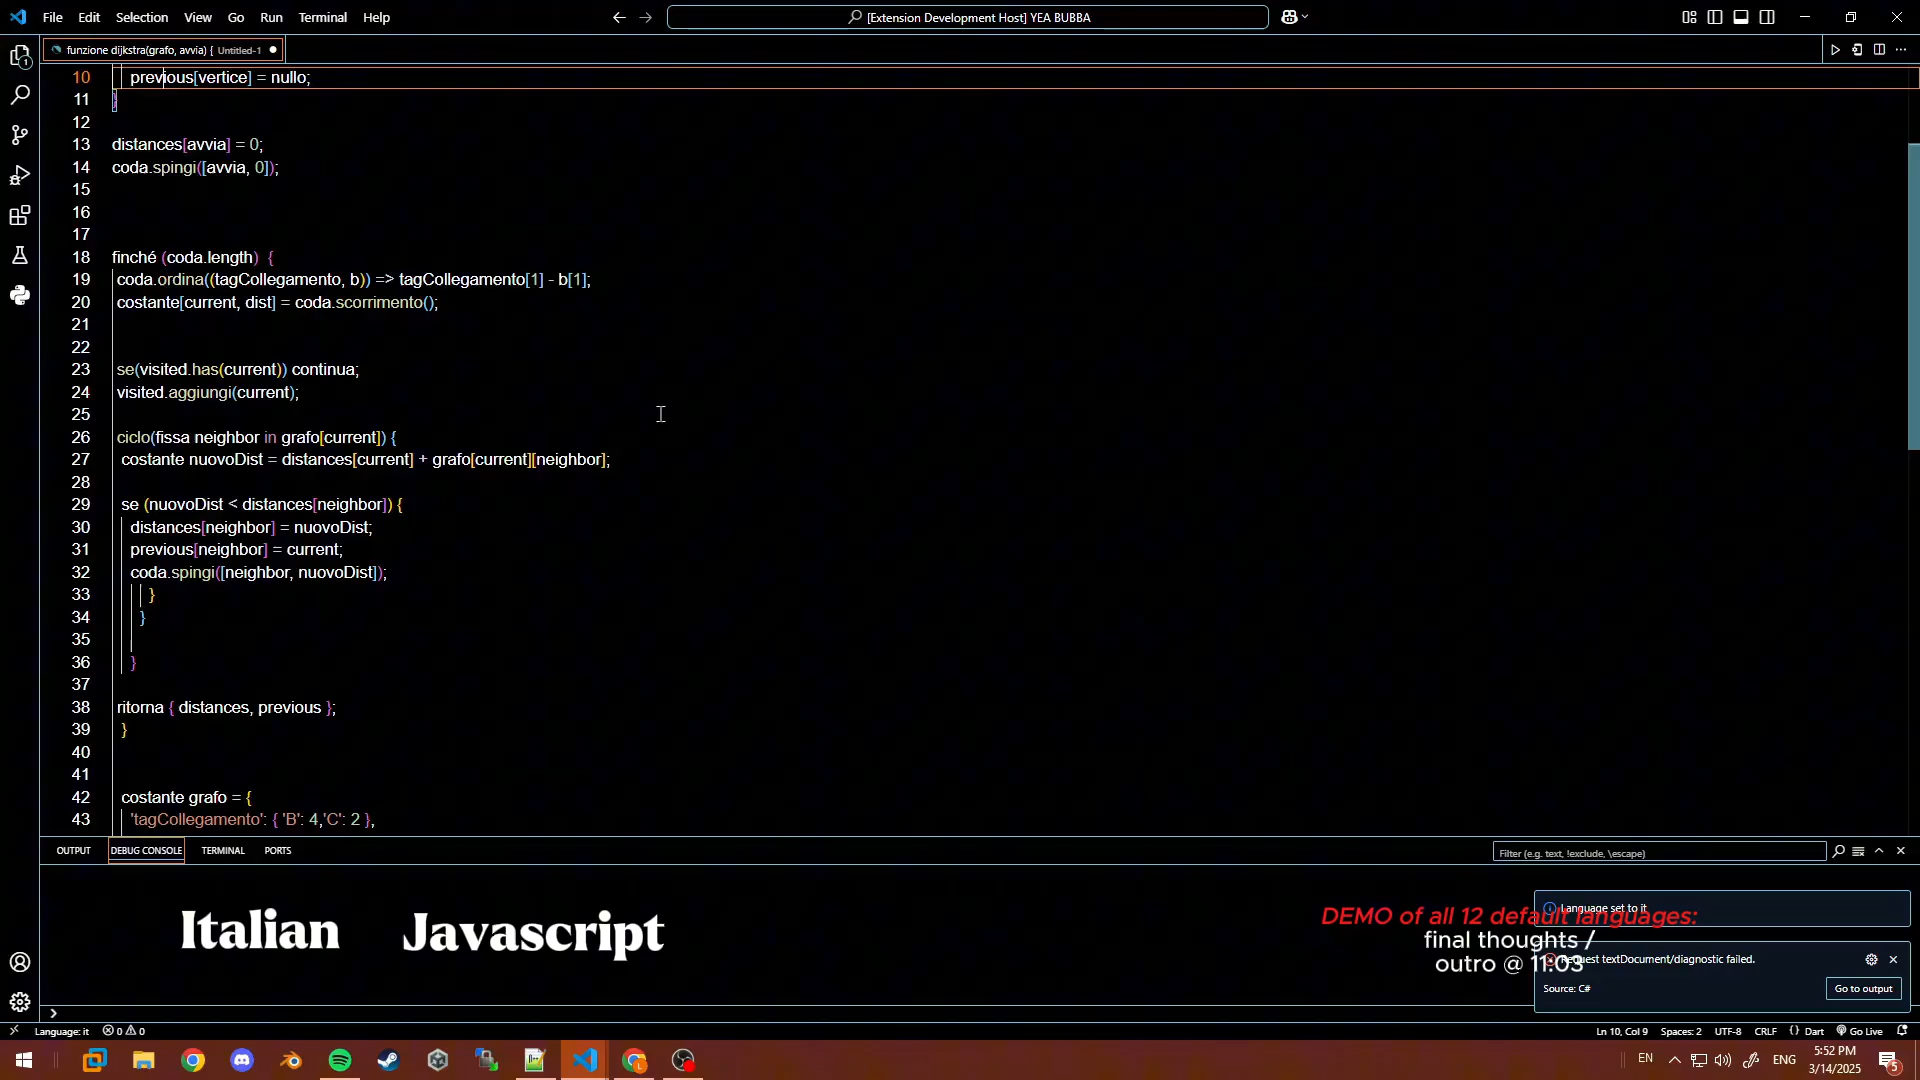 File Edit Selection View Go Run Terminal Help
[Extension Development Host] YEA BUBBA
funzione dijkstra(grafo, avvia) { Untitled-1
10 previous[vertice] = nullo;
11 }
12
13 distances[avvia] = 0;
14 coda.spingi([avvia, 0]);
15
16
17
18 finché (coda.length) {
19 coda.ordina((tagCollegamento, b)) => tagCollegamento[1] - b[1];
20 costante[current, dist] = coda.scorrimento();
21
22
23 se(visited.has(current)) continua;
24 visited.aggiungi(current);
25
26 ciclo(fissa neighbor in grafo[current]) {
27 costante nuovoDist = distances[current] + grafo[current][neighbor];
28
29 se (nuovoDist < distances[neighbor]) {
30 distances[neighbor] = nuovoDist;
31 previous[neighbor] = current;
32 coda.spingi([neighbor, nuovoDist]);
33 }
34 }
35
36 }
37
38 ritorna { distances, previous };
39 }
40
41
42 costante grafo = {
43 'tagCollegamento': { 'B': 4,'C': 2 },
OUTPUT DEBUG CONSOLE TERMINAL PORTS
Filter (e.g. text, !exclude, \escape)
Italian Javascript
DEMO of all 12 default languages:
final thoughts /
outro @ 11:03
Language set to it
Request textDocument/diagnostic failed.
Source: C#
Go to output
Language: it 0 0
Ln 10, Col 9 Spaces: 2 UTF-8 CRLF {} Dart Go Live
EN ENG 5:52 PM
3/14/2025
5